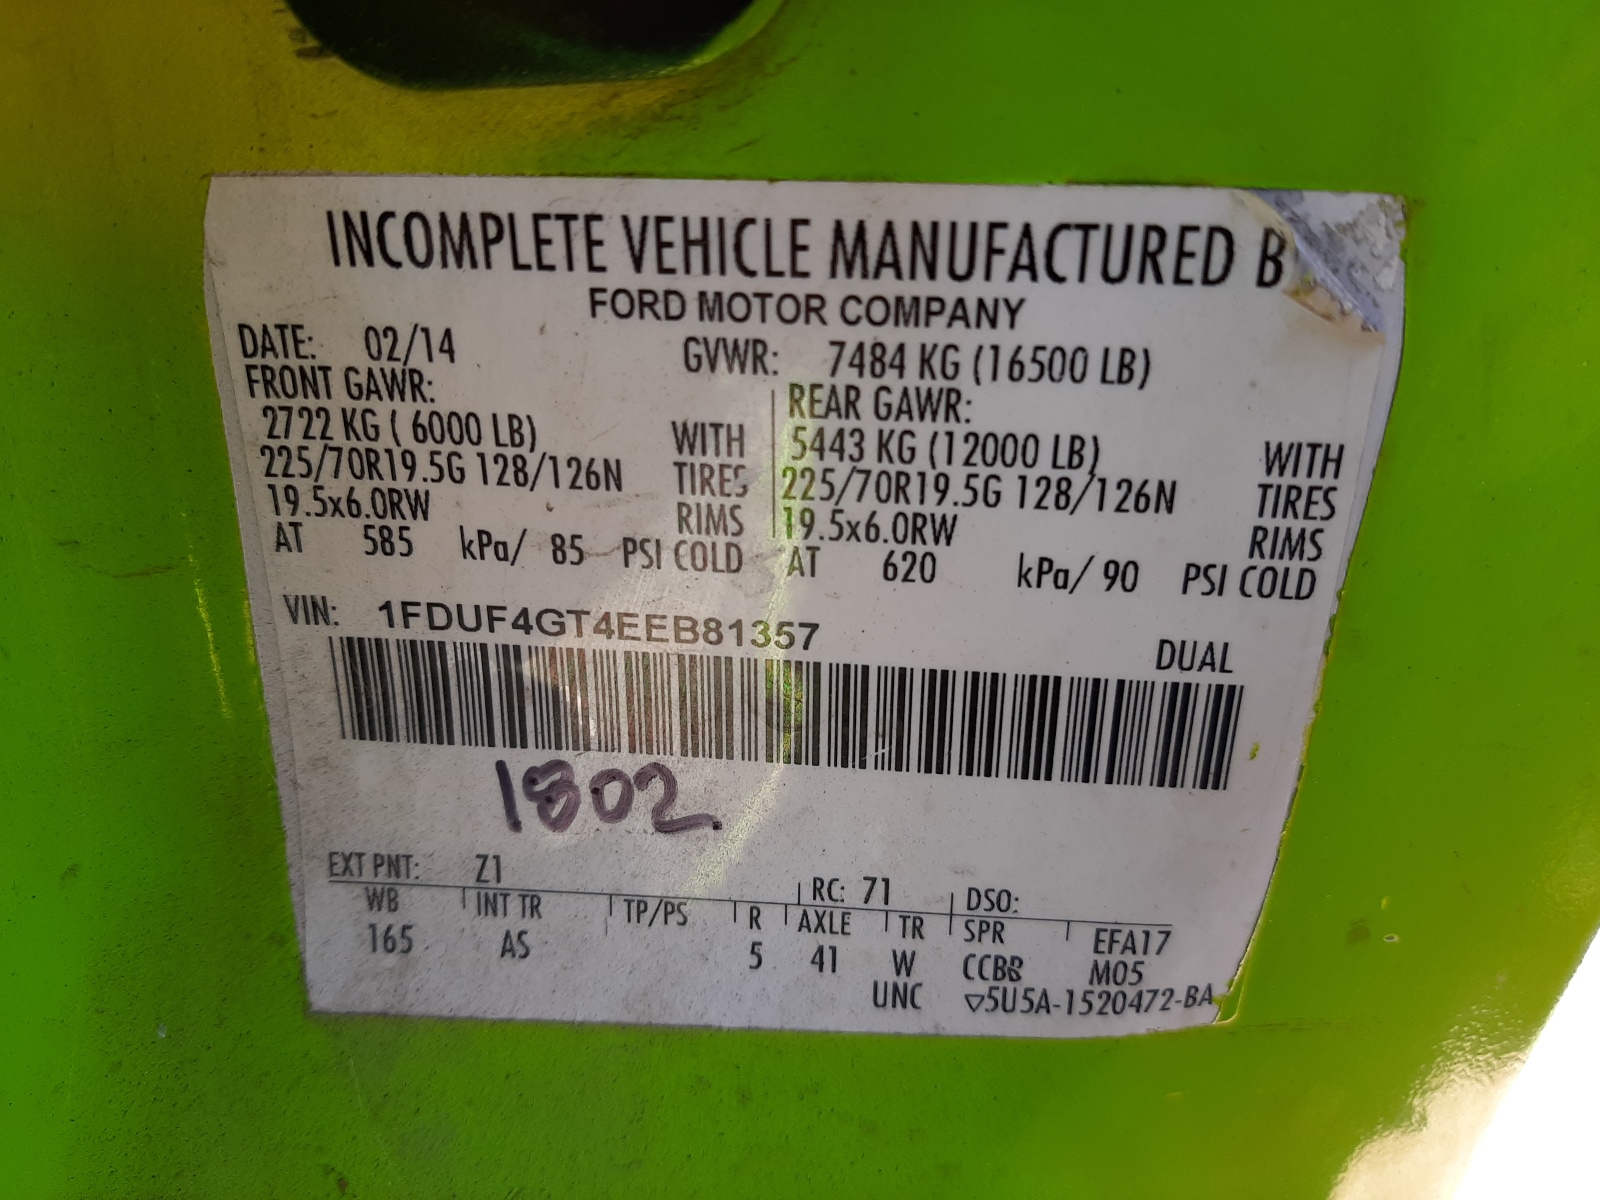 INCOMPLETE VEHICLE MANUFACTURED B
FORD MOTOR COMPANY
DATE: 02/14 GVWR: 7484 KG (16500 LB)
FRONT GAWR: REAR GAWR:
2722 KG ( 6000 LB) WITH 5443 KG (12000 LB) WITH
225/70R19.5G 128/126N TIRES 225/70R19.5G 128/126N TIRES
19.5x6.0RW RIMS 19.5x6.0RW RIMS
AT 585 kPa/ 85 PSI COLD AT 620 kPa/ 90 PSI COLD
VIN: 1FDUF4GT4EEB81357
DUAL
1802
EXT PNT: Z1 RC: 71 DSO:
WB INT TR TP/PS R AXLE TR SPR EFA17
165 AS 5 41 W CCBB M05
UNC ▽5U5A-1520472-BA